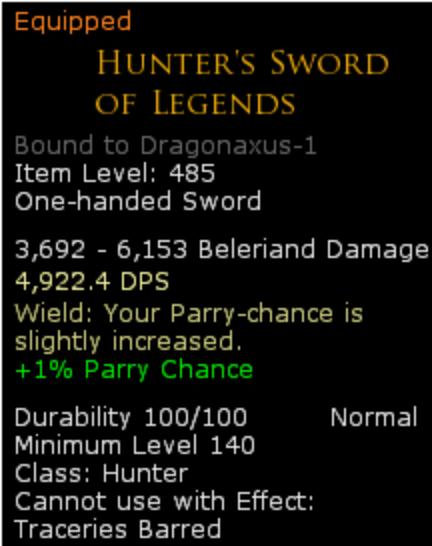 Equipped
HUNTER'S SWORD
OF LEGENDS
Bound to Dragonaxus-1
Item Level: 485
One-handed Sword
3,692 - 6,153 Beleriand Damage
4,922.4 DPS
Wield: Your Parry-chance is
slightly increased.
+1% Parry Chance
Durability 100/100 Normal
Minimum Level 140
Class: Hunter
Cannot use with Effect:
Traceries Barred